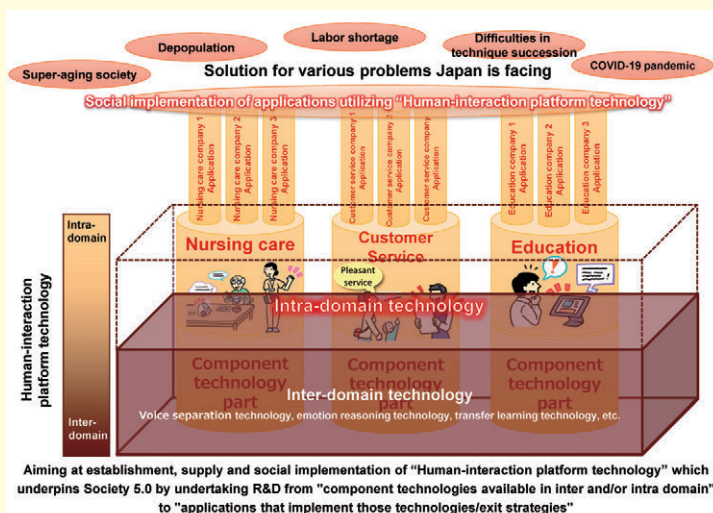 Depopulation
Labor shortage
Difficulties in
technique succession
Super-aging society
COVID-19 pandemic
Solution for various problems Japan is facing
Social implementation of applications utilizing “Human-interaction platform technology”
Nursing care company 1
Application
Nursing care company 2
Application
Nursing care company 3
Application
Customer service company 1
Application
Customer service company 2
Application
Customer service company
Application
Education company 1
Application
Education company 2
Application
Education company 3
Application
Human-interaction
platform technology
Intra-
domain
Inter-
domain
Nursing care
Customer
Service
Education
Pleasant
service
Intra-domain technology
Component
technology
part
Component
technology
part
Component
technology
part
Inter-domain technology
Voice separation technology, emotion reasoning technology, transfer learning technology, etc.
Aiming at establishment, supply and social implementation of “Human-interaction platform technology” which
underpins Society 5.0 by undertaking R&D from "component technologies available in inter and/or intra domain"
to "applications that implement those technologies/exit strategies"